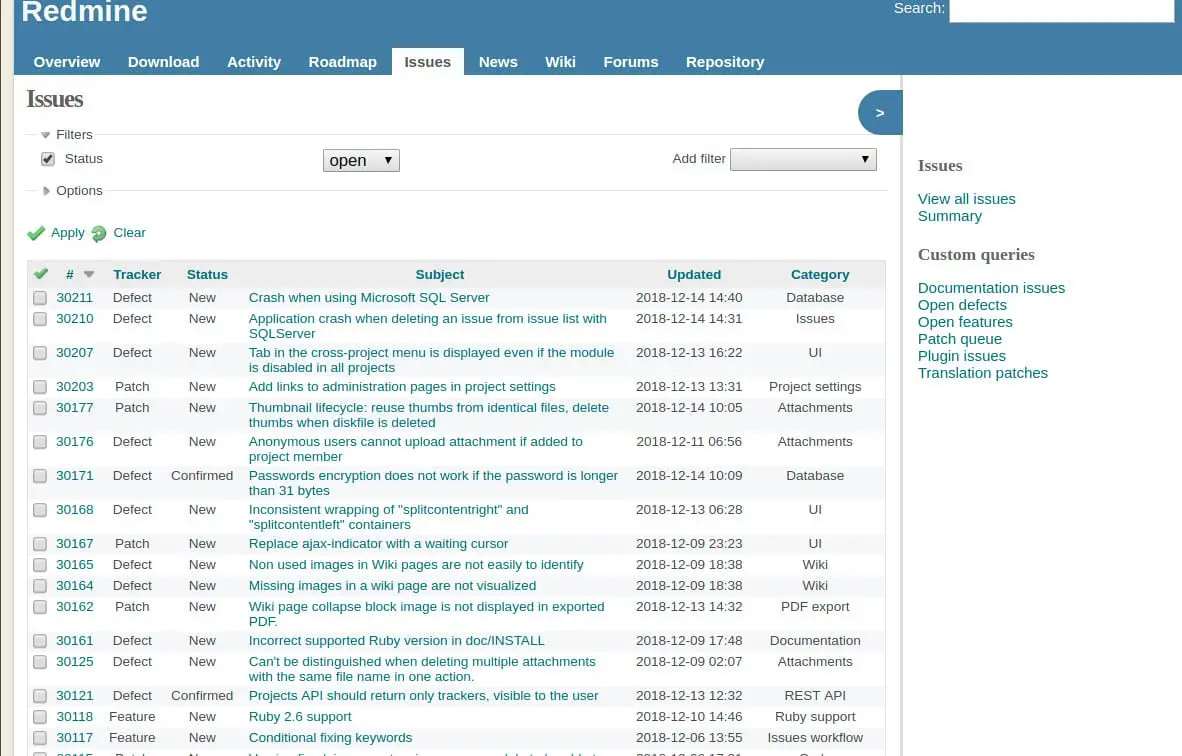 Redmine
Search:
Overview Download Activity Roadmap Issues News Wiki Forums Repository
Issues
>
Filters
Status open Add filter
Options
Apply Clear
# Tracker Status Subject Updated Category
30211 Defect New Crash when using Microsoft SQL Server 2018-12-14 14:40 Database
30210 Defect New Application crash when deleting an issue from issue list with 2018-12-14 14:31 Issues
SQLServer
30207 Defect New Tab in the cross-project menu is displayed even if the module 2018-12-13 16:22 UI
is disabled in all projects
30203 Patch New Add links to administration pages in project settings 2018-12-13 13:31 Project settings
30177 Patch New Thumbnail lifecycle: reuse thumbs from identical files, delete 2018-12-14 10:05 Attachments
thumbs when diskfile is deleted
30176 Defect New Anonymous users cannot upload attachment if added to 2018-12-11 06:56 Attachments
project member
30171 Defect Confirmed Passwords encryption does not work if the password is longer 2018-12-14 10:09 Database
than 31 bytes
30168 Defect New Inconsistent wrapping of "splitcontentright" and 2018-12-13 06:28 UI
"splitcontentleft" containers
30167 Patch New Replace ajax-indicator with a waiting cursor 2018-12-09 23:23 UI
30165 Defect New Non used images in Wiki pages are not easily to identify 2018-12-09 18:38 Wiki
30164 Defect New Missing images in a wiki page are not visualized 2018-12-09 18:38 Wiki
30162 Patch New Wiki page collapse block image is not displayed in exported 2018-12-13 14:32 PDF export
PDF.
30161 Defect New Incorrect supported Ruby version in doc/INSTALL 2018-12-09 17:48 Documentation
30125 Defect New Can't be distinguished when deleting multiple attachments 2018-12-09 02:07 Attachments
with the same file name in one action.
30121 Defect Confirmed Projects API should return only trackers, visible to the user 2018-12-13 12:32 REST API
30118 Feature New Ruby 2.6 support 2018-12-10 14:46 Ruby support
30117 Feature New Conditional fixing keywords 2018-12-06 13:55 Issues workflow
Issues
View all issues
Summary
Custom queries
Documentation issues
Open defects
Open features
Patch queue
Plugin issues
Translation patches